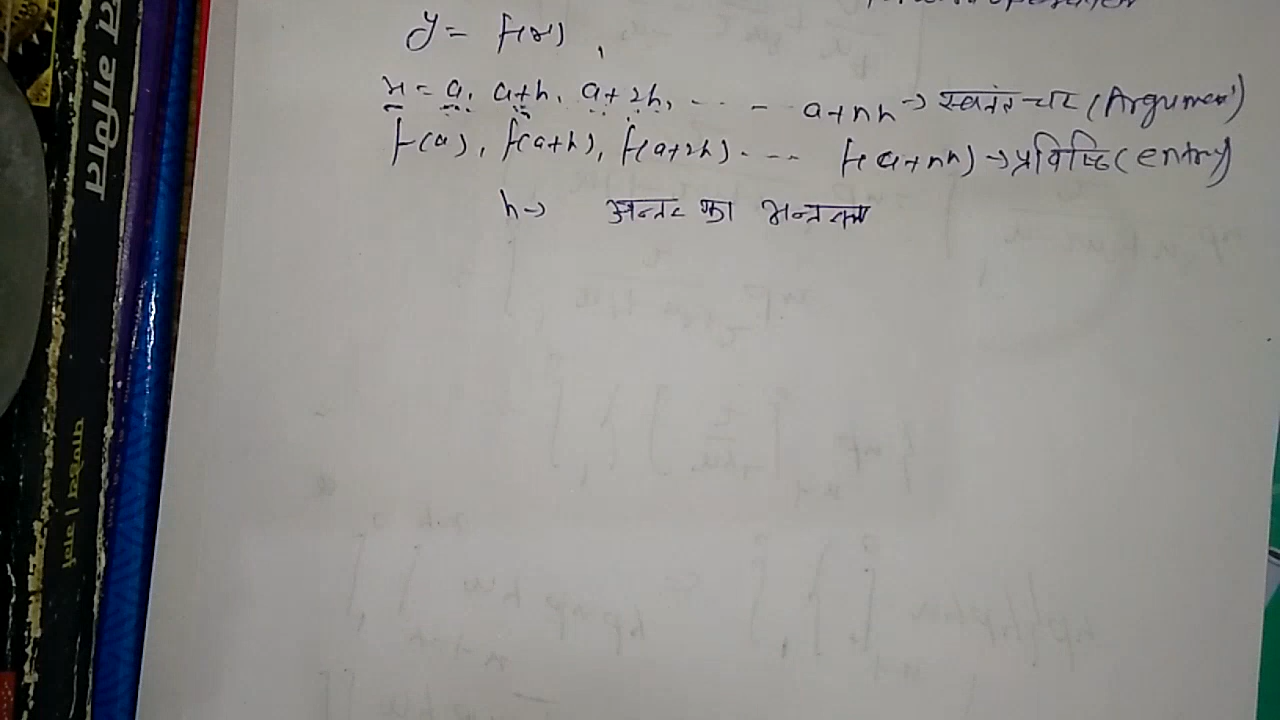 y = f(x),
x = a, a+h, a+2h, ---- a+nh → स्वतंत्र चर (Argument)
f(a), f(a+h), f(a+2h) ---- f(a+nh) → प्रविष्टि (entry)
h → अन्तर का अन्तराल